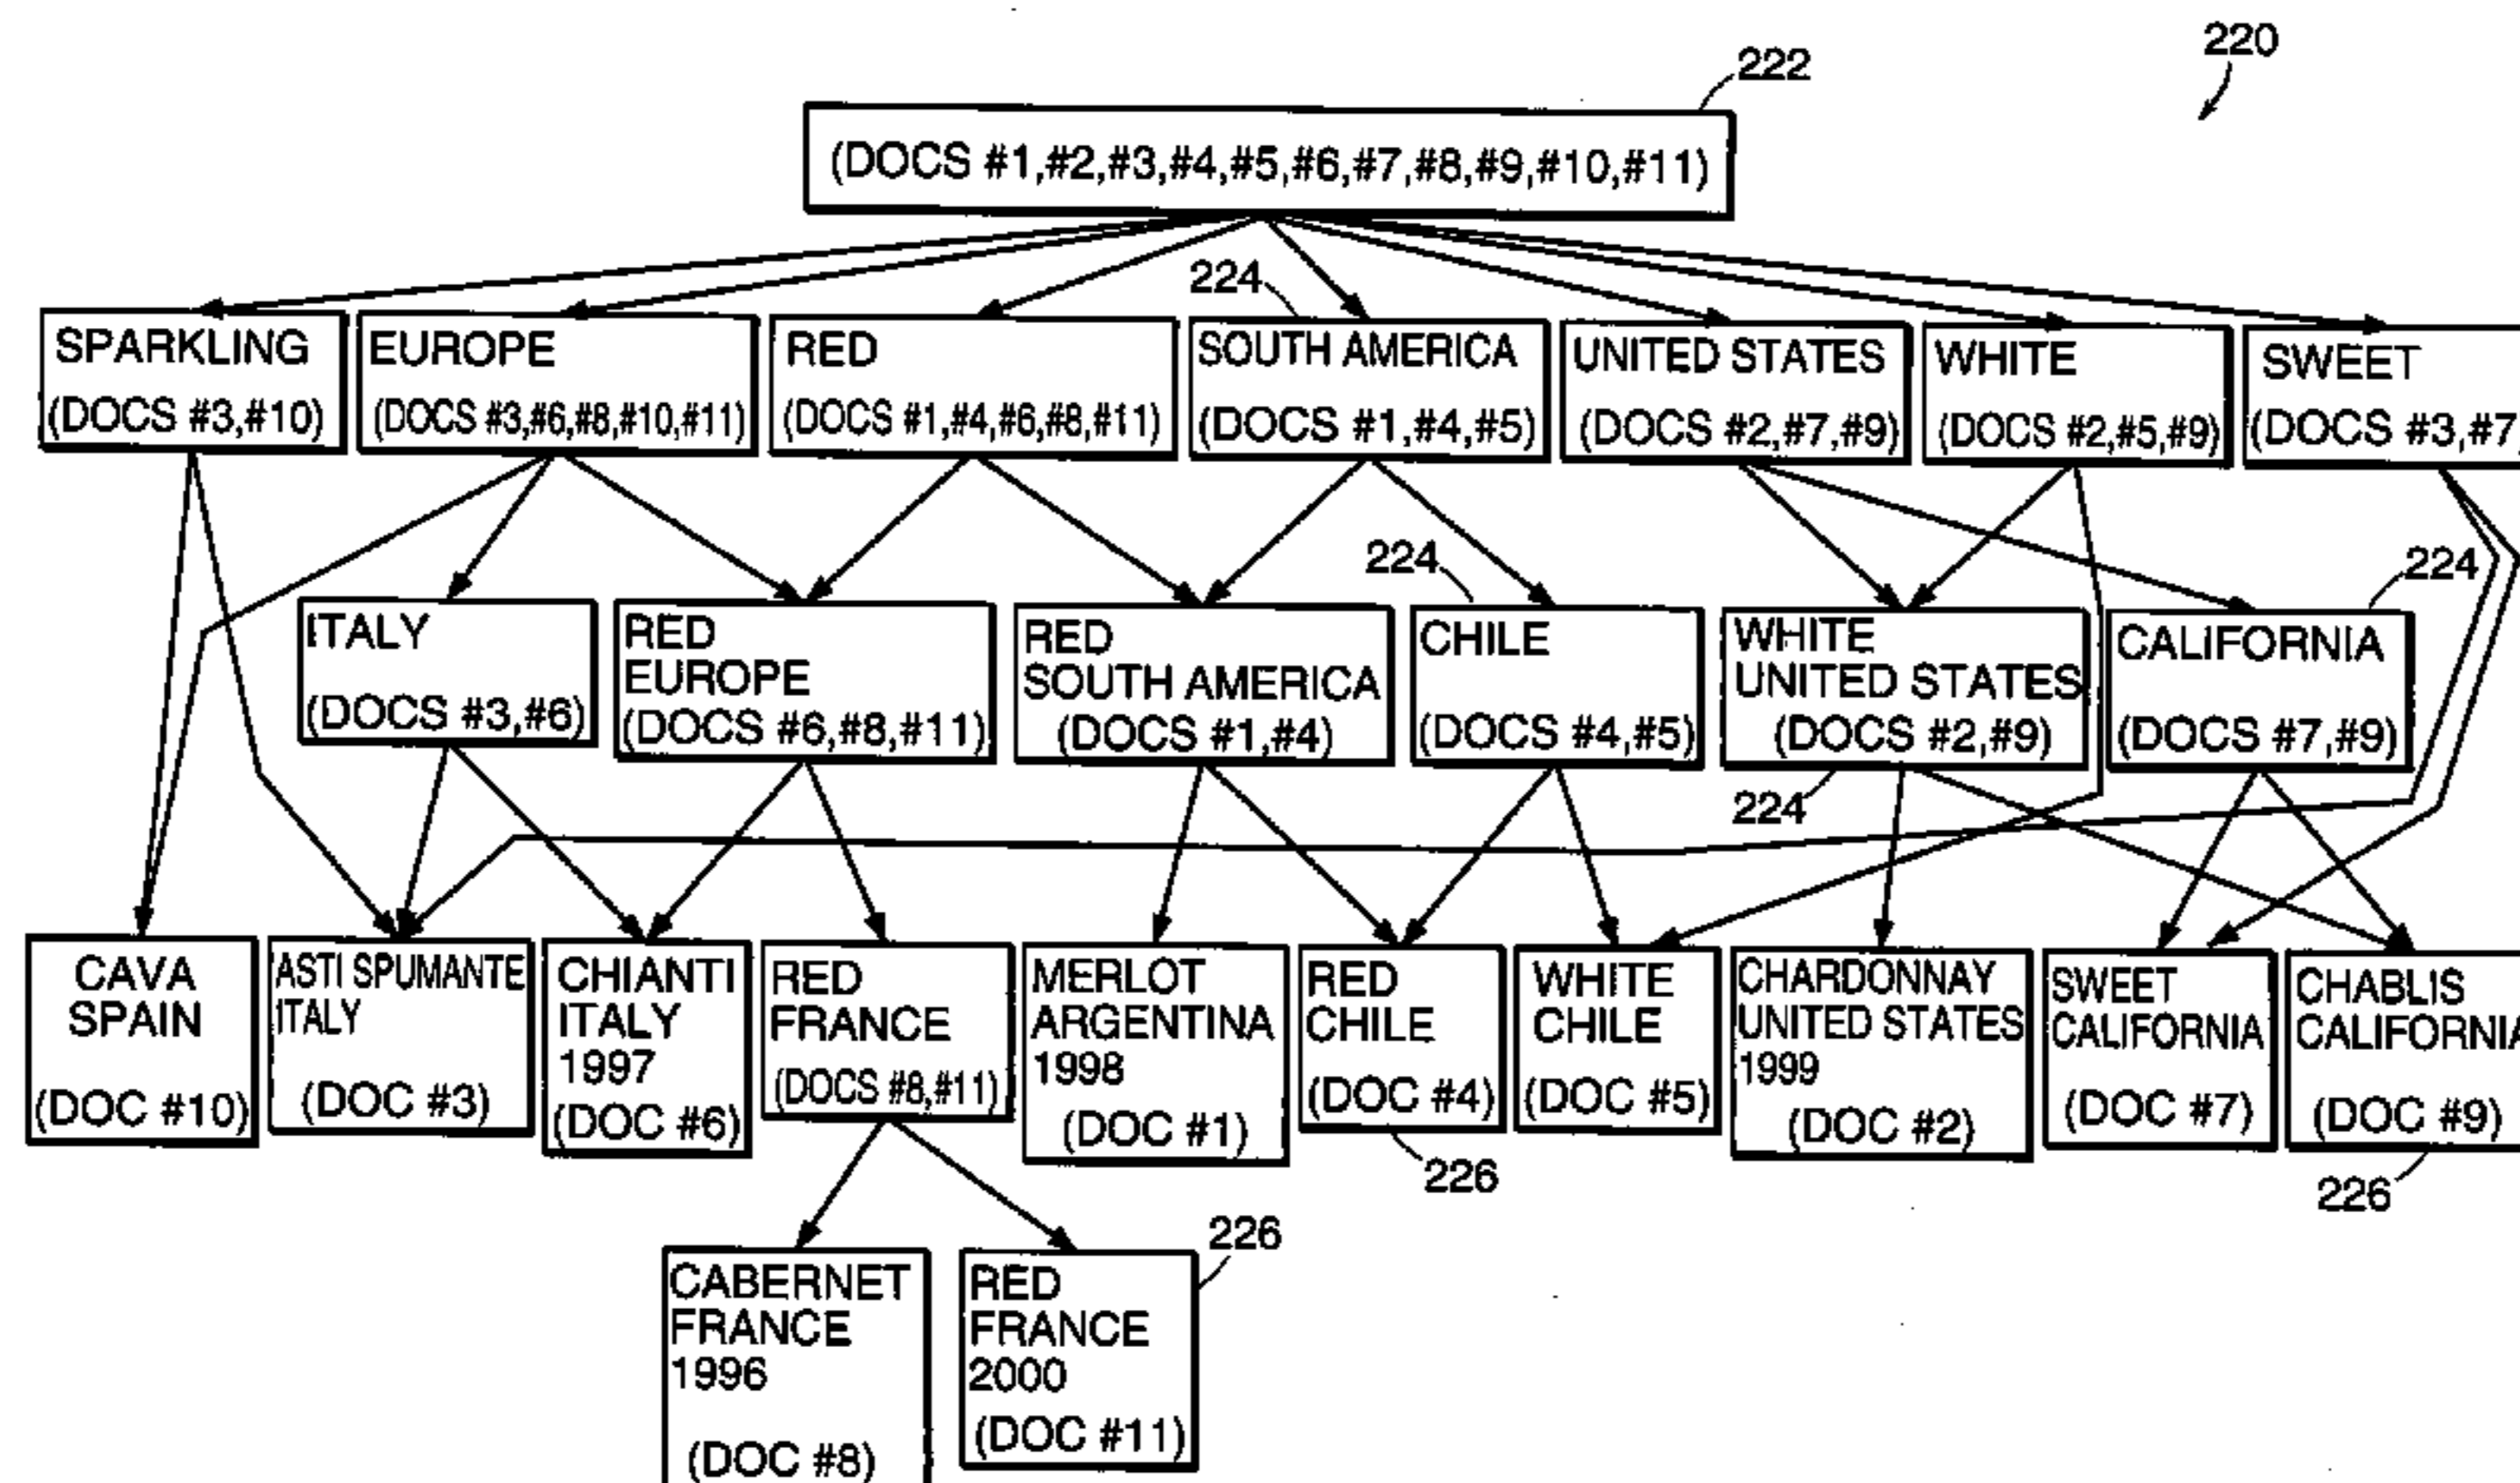 220
222
(DOCS #1,#2,#3,#4,#5,#6,#7,#8,#9,#10,#11)
224
SPARKLING
(DOCS #3,#10)
EUROPE
(DOCS #3,#6,#8,#10,#11)
RED
(DOCS #1,#4,#6,#8,#11)
SOUTH AMERICA
(DOCS #1,#4,#5)
UNITED STATES
(DOCS #2,#7,#9)
WHITE
(DOCS #2,#5,#9)
SWEET
(DOCS #3,#7
224
224
ITALY
(DOCS #3,#6)
RED
EUROPE
(DOCS #6,#8,#11)
RED
SOUTH AMERICA
(DOCS #1,#4)
CHILE
(DOCS #4,#5)
WHITE
UNITED STATES
(DOCS #2,#9)
CALIFORNIA
(DOCS #7,#9)
224
CAVA
SPAIN
(DOC #10)
ASTI SPUMANTE
ITALY
(DOC #3)
CHIANTI
ITALY
1997
(DOC #6)
RED
FRANCE
(DOCS #8,#11)
MERLOT
ARGENTINA
1998
(DOC #1)
RED
CHILE
(DOC #4)
WHITE
CHILE
(DOC #5)
CHARDONNAY
UNITED STATES
1999
(DOC #2)
SWEET
CALIFORNIA
(DOC #7)
CHABLIS
CALIFORNIA
(DOC #9)
226
226
226
CABERNET
FRANCE
1996
(DOC #8)
RED
FRANCE
2000
(DOC #11)